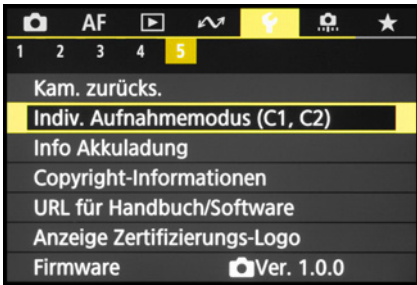 AF
1 2 3 4 5
Kam. zurücks.
Indiv. Aufnahmemodus (C1, C2)
Info Akkuladung
Copyright-Informationen
URL für Handbuch/Software
Anzeige Zertifizierungs-Logo
Firmware Ver. 1.0.0